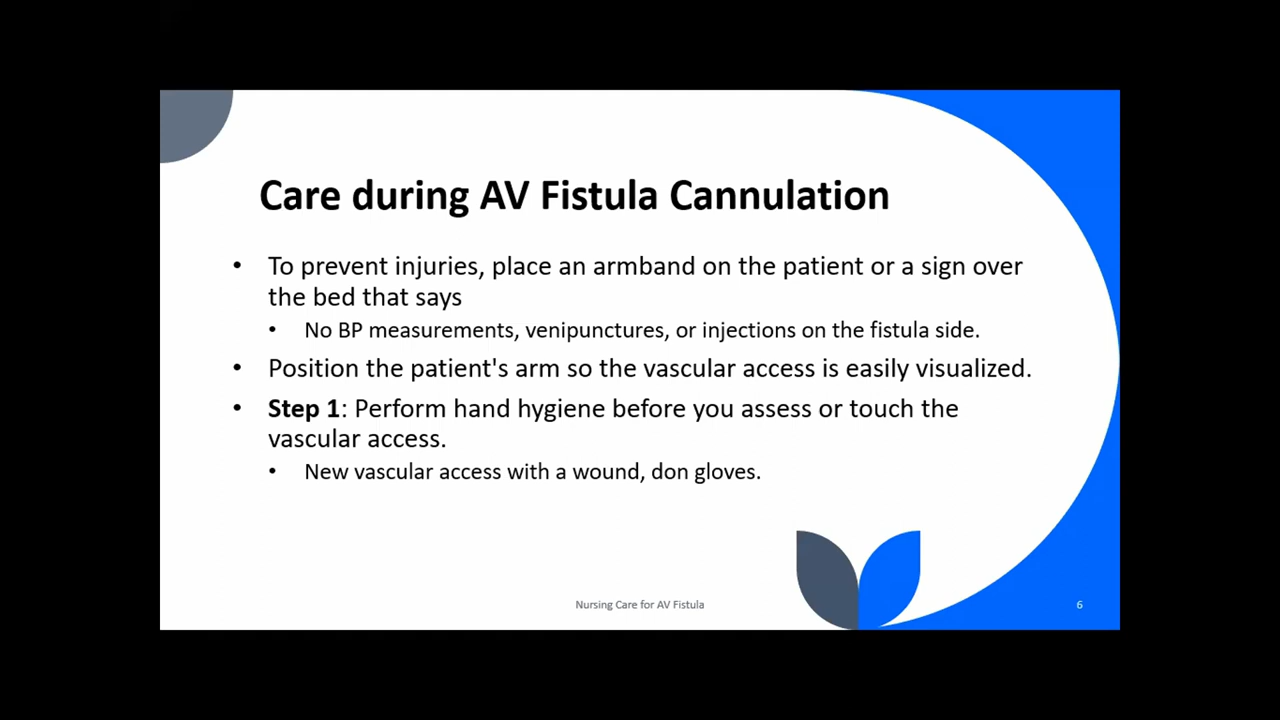 Care during AV Fistula Cannulation
• To prevent injuries, place an armband on the patient or a sign over
the bed that says
• No BP measurements, venipunctures, or injections on the fistula side.
• Position the patient's arm so the vascular access is easily visualized.
• Step 1: Perform hand hygiene before you assess or touch the
vascular access.
• New vascular access with a wound, don gloves.
Nursing Care for AV Fistula
6